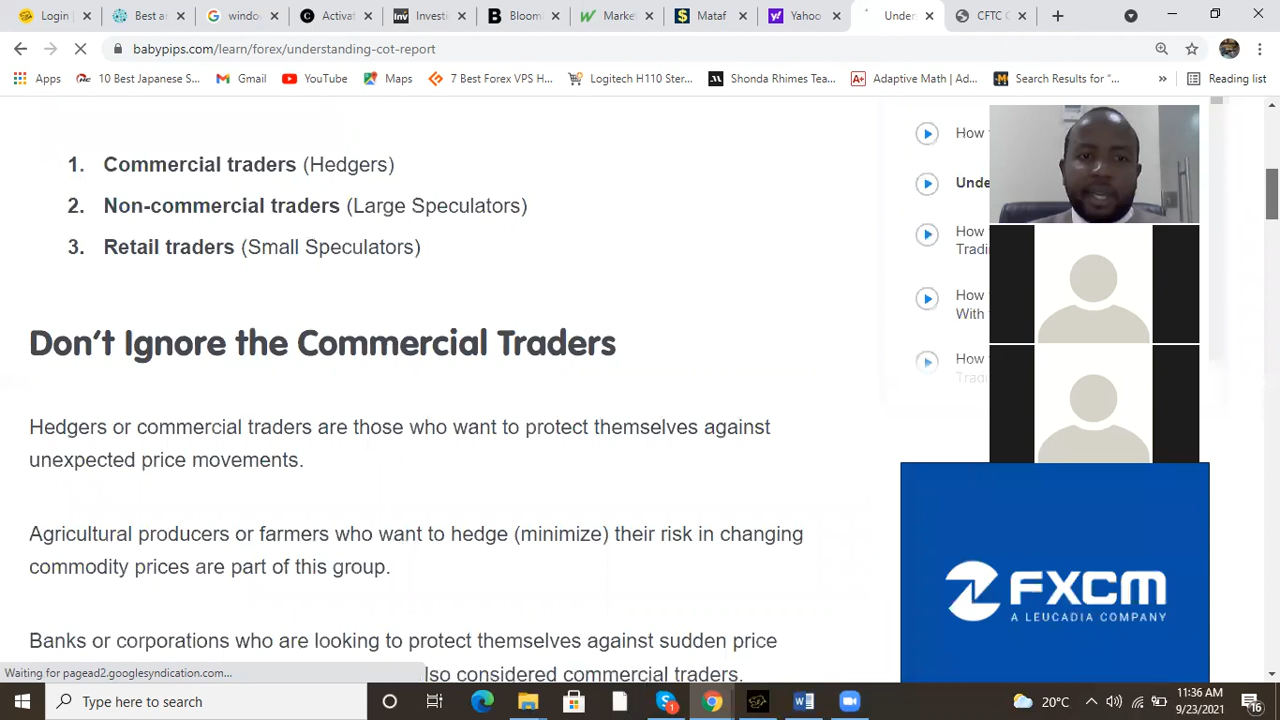 Login
Best a
windo
Activat
Investi
Bloom
Marke
Mataf
Yahoo
Under
CFTC C
babypips.com/learn/forex/understanding-cot-report
Apps
10 Best Japanese S...
Gmail
YouTube
Maps
7 Best Forex VPS H...
Logitech H110 Ster...
Shonda Rhimes Tea...
Adaptive Math | Ad...
Search Results for "...
»
Reading list
1. Commercial traders (Hedgers)
2. Non-commercial traders (Large Speculators)
3. Retail traders (Small Speculators)
Don't Ignore the Commercial Traders
Hedgers or commercial traders are those who want to protect themselves against
unexpected price movements.
Agricultural producers or farmers who want to hedge (minimize) their risk in changing
commodity prices are part of this group.
Banks or corporations who are looking to protect themselves against sudden price
lso considered commercial traders.
How
Unde
How
Tradi
How
With
How
Tradi
FXCM
A LEUCADIA COMPANY
Waiting for pagead2.googlesyndication.com...
Type here to search
20°C
11:36 AM
9/23/2021
16